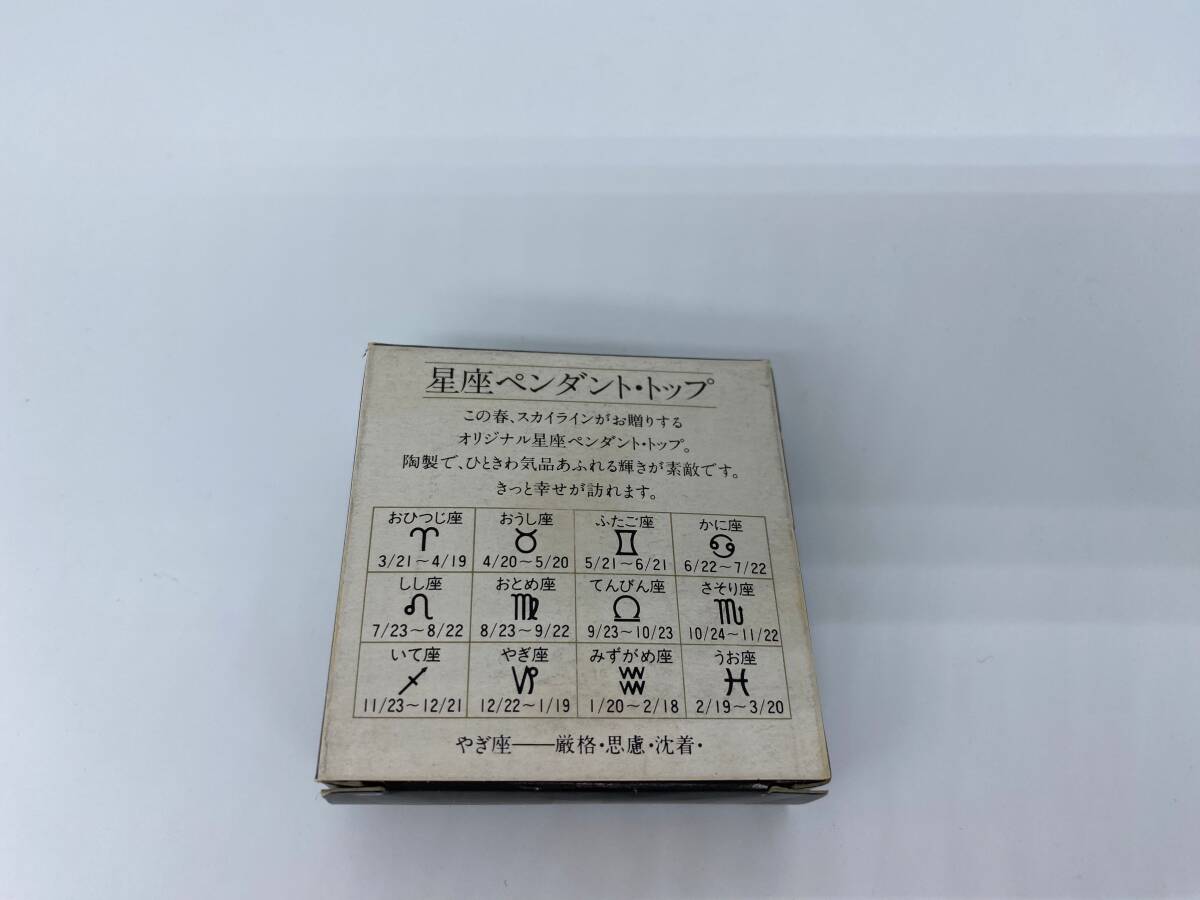 星座ペンダント・トップ
この春、スカイラインがお贈りする
オリジナル星座ペンダント・トップ。
陶製で、ひときわ気品あふれる輝きが素敵です。
きっと幸せが訪れます。
おひつじ座 おうし座 ふたご座 かに座
♈ ♉ ♊ ♋
3/21〜4/19 4/20〜5/20 5/21〜6/21 6/22〜7/22
しし座 おとめ座 てんびん座 さそり座
♌ ♍ ♎ ♏
7/23〜8/22 8/23〜9/22 9/23〜10/23 10/24〜11/22
いて座 やぎ座 みずがめ座 うお座
♐ ♑ ♒ ♓
11/23〜12/21 12/22〜1/19 1/20〜2/18 2/19〜3/20
やぎ座──厳格・思慮・沈着・